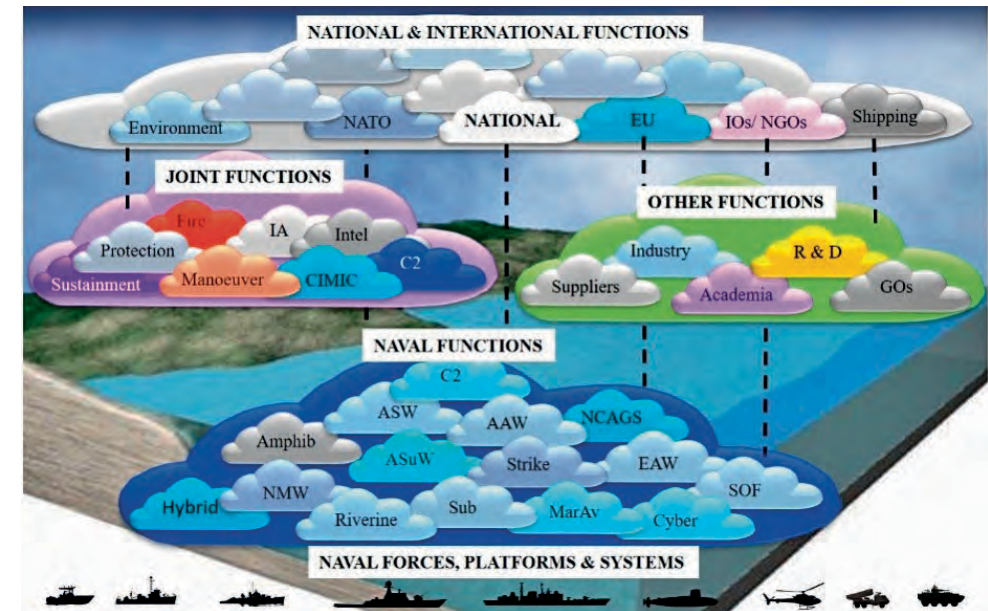 NATIONAL & INTERNATIONAL FUNCTIONS
Environment
NATO
NATIONAL
EU
IOs/ NGOs
Shipping
JOINT FUNCTIONS
Fire
Protection
IA
Intel
Sustainment
Manoeuver
CIMIC
C2
OTHER FUNCTIONS
Industry
R & D
Suppliers
Academia
GOs
NAVAL FUNCTIONS
C2
ASW
AAW
NCAGS
Amphib
ASuW
Strike
EAW
SOF
Hybrid
NMW
Riverine
Sub
MarAv
Cyber
NAVAL FORCES, PLATFORMS & SYSTEMS